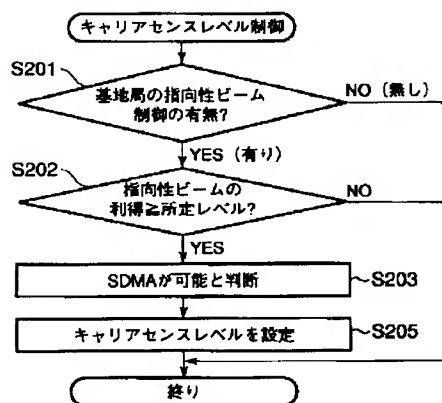 キャリアセンスレベル制御
S201
基地局の指向性ビーム
制御の有無?
NO (無し)
YES (有り)
S202
指向性ビームの
利得≧所定レベル?
NO
YES
SDMAが可能と判断
S203
キャリアセンスレベルを設定
S205
終り